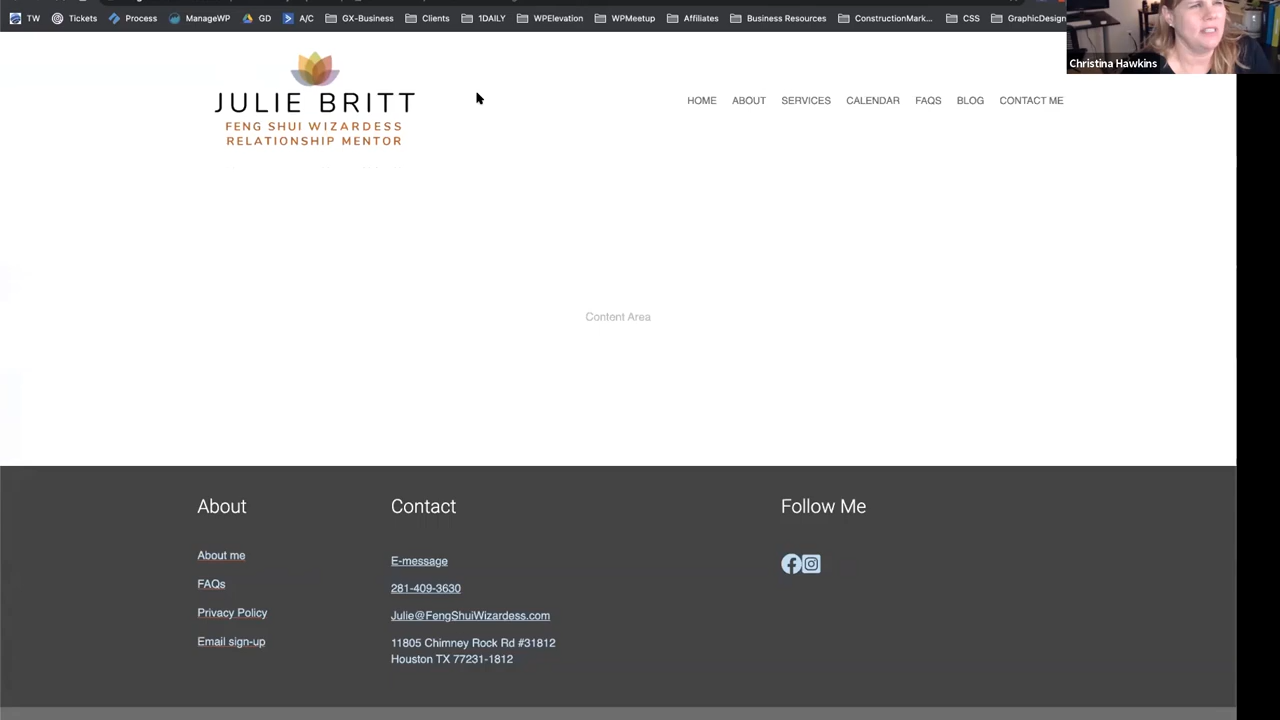 TW Tickets Process ManageWP GD A/C GX-Business Clients 1DAILY WPElevation WPMeetup Affiliates Business Resources ConstructionMark... CSS GraphicDesign
Christina Hawkins
JULIE BRITT
FENG SHUI WIZARDESS
RELATIONSHIP MENTOR
HOME ABOUT SERVICES CALENDAR FAQS BLOG CONTACT ME
Content Area
About
About me
FAQs
Privacy Policy
Email sign-up
Contact
E-message
281-409-3630
Julie@FengShuiWizardess.com
11805 Chimney Rock Rd #31812
Houston TX 77231-1812
Follow Me